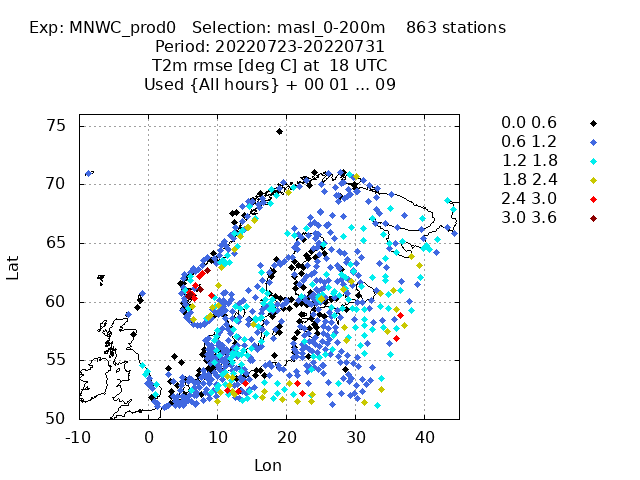 Exp: MNWC_prod0 Selection: masl_0-200m 863 stations
Period: 20220723-20220731
T2m rmse [deg C] at 18 UTC
Used {All hours} + 00 01 ... 09
0.0 0.6
0.6 1.2
1.2 1.8
1.8 2.4
2.4 3.0
3.0 3.6
75
70
65
60
55
50
Lat
-10 0 10 20 30 40
Lon